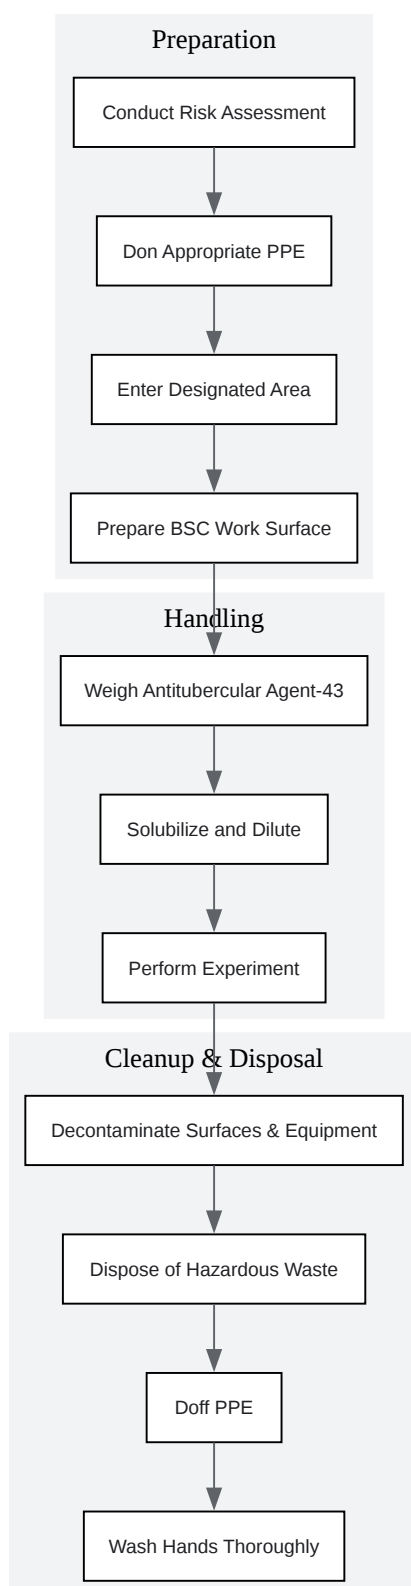 Preparation
Conduct Risk Assessment
Don Appropriate PPE
Enter Designated Area
Prepare BSC Work Surface
Handling
Weigh Antitubercular Agent-43
Solubilize and Dilute
Perform Experiment
Cleanup & Disposal
Decontaminate Surfaces & Equipment
Dispose of Hazardous Waste
Doff PPE
Wash Hands Thoroughly